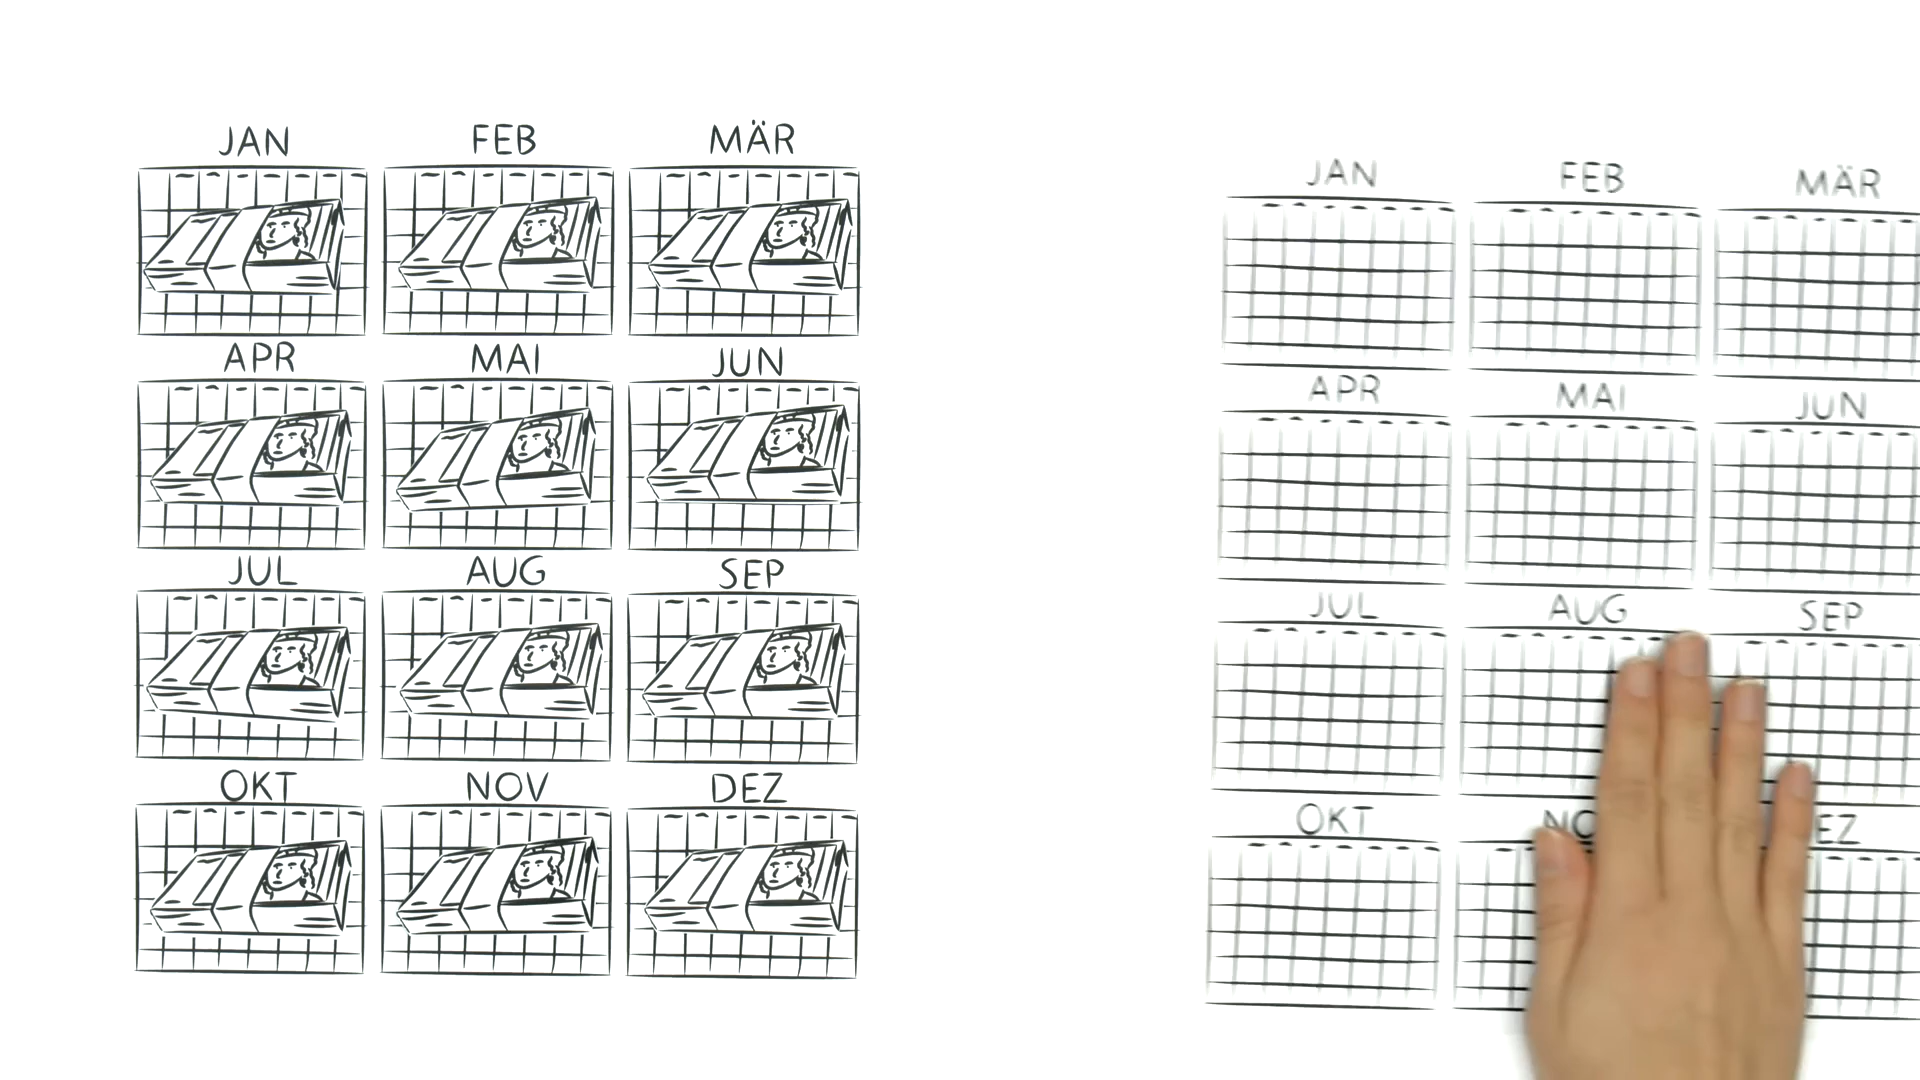 JAN FEB MÄR
APR MAI JUN
JUL AUG SEP
OKT NOV DEZ
JAN FEB MÄR
APR MAI JUN
JUL AUG SEP
OKT